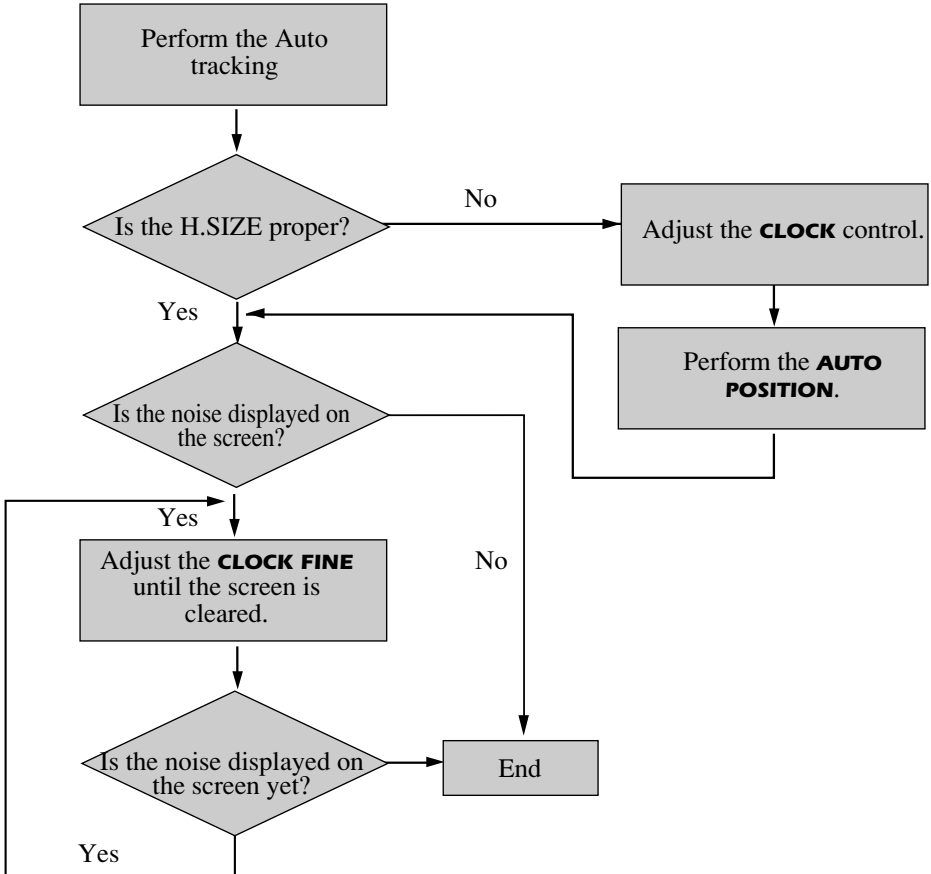 Perform the Auto
tracking
Is the H.SIZE proper?
No
Adjust the CLOCK control.
Yes
Perform the AUTO
POSITION.
Is the noise displayed on
the screen?
Yes
Adjust the CLOCK FINE
until the screen is
cleared.
No
Is the noise displayed on
the screen yet?
End
Yes